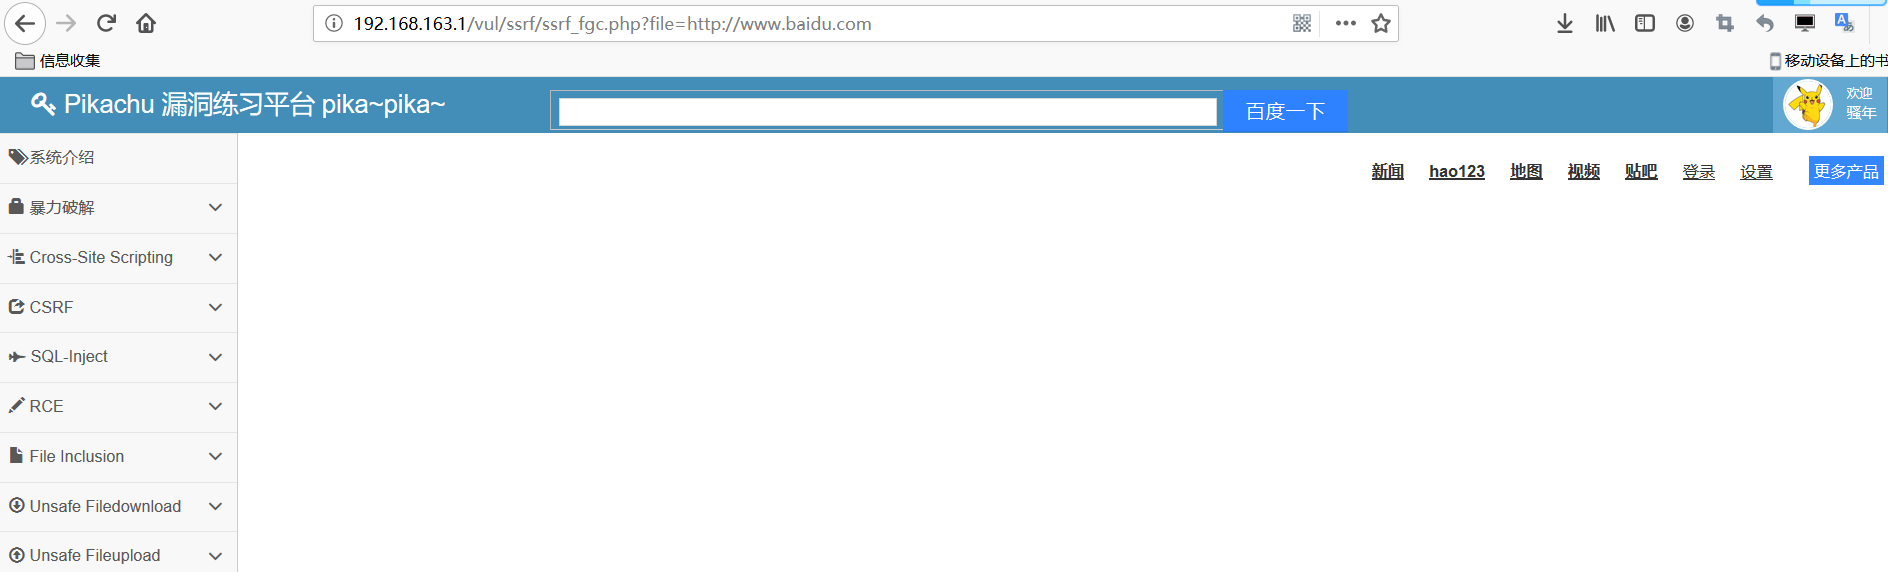 192.168.163.1/vul/ssrf/ssrf_fgc.php?file=http://www.baidu.com
信息收集
移动设备上的书
Pikachu 漏洞练习平台 pika~pika~
百度一下
欢迎
骚年
系统介绍
新闻 hao123 地图 视频 贴吧 登录 设置 更多产品
暴力破解
Cross-Site Scripting
CSRF
SQL-Inject
RCE
File Inclusion
Unsafe Filedownload
Unsafe Fileupload